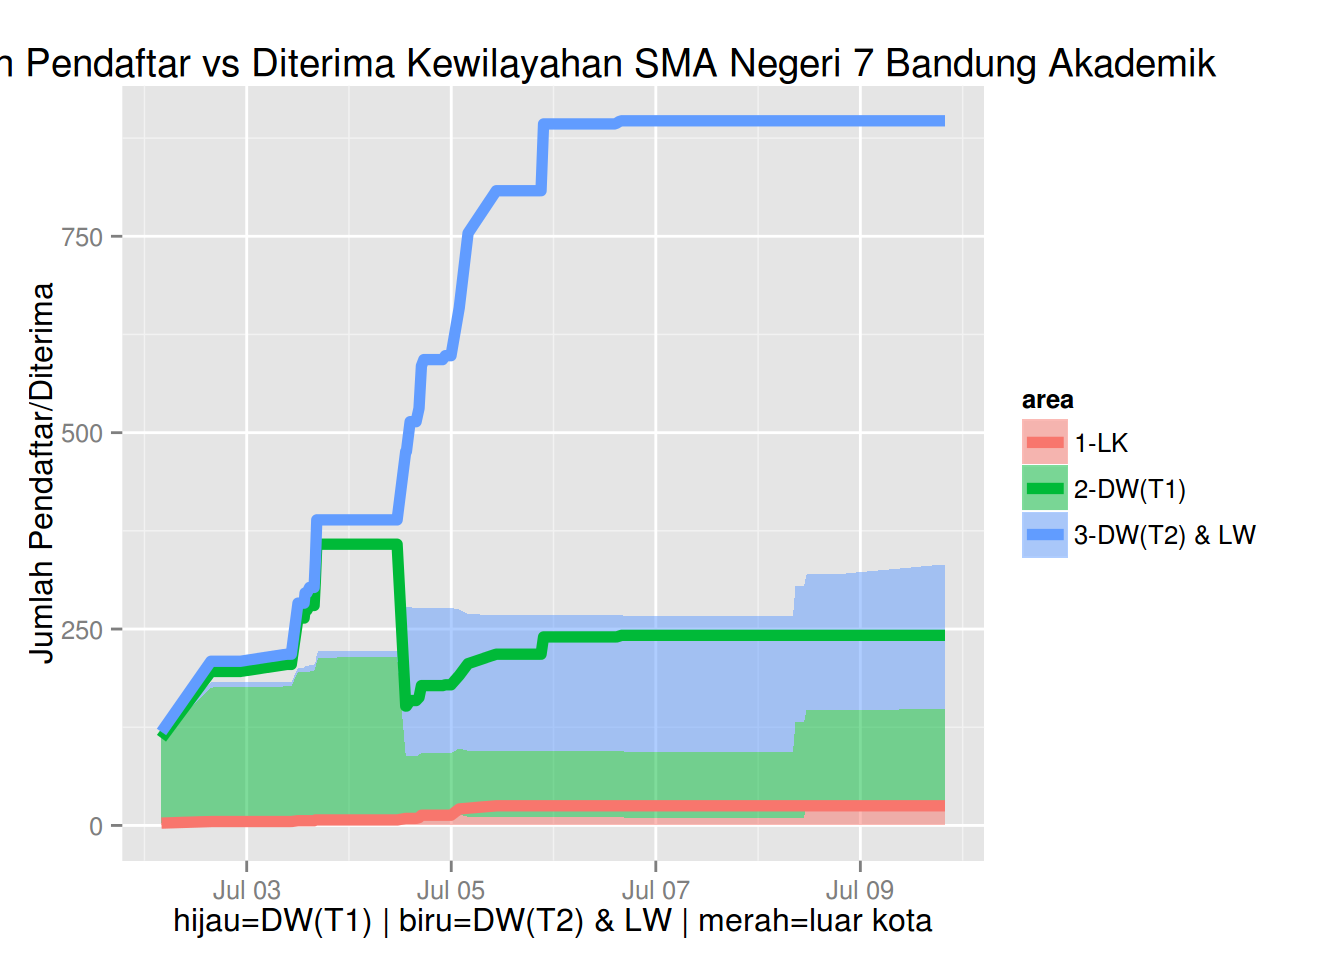 Pendaftar vs Diterima Kewilayahan SMA Negeri 7 Bandung Akademik
Jumlah Pendaftar/Diterima
750
500
250
0
Jul 03
Jul 05
Jul 07
Jul 09
hijau=DW(T1) | biru=DW(T2) & LW | merah=luar kota
area
1-LK
2-DW(T1)
3-DW(T2) & LW